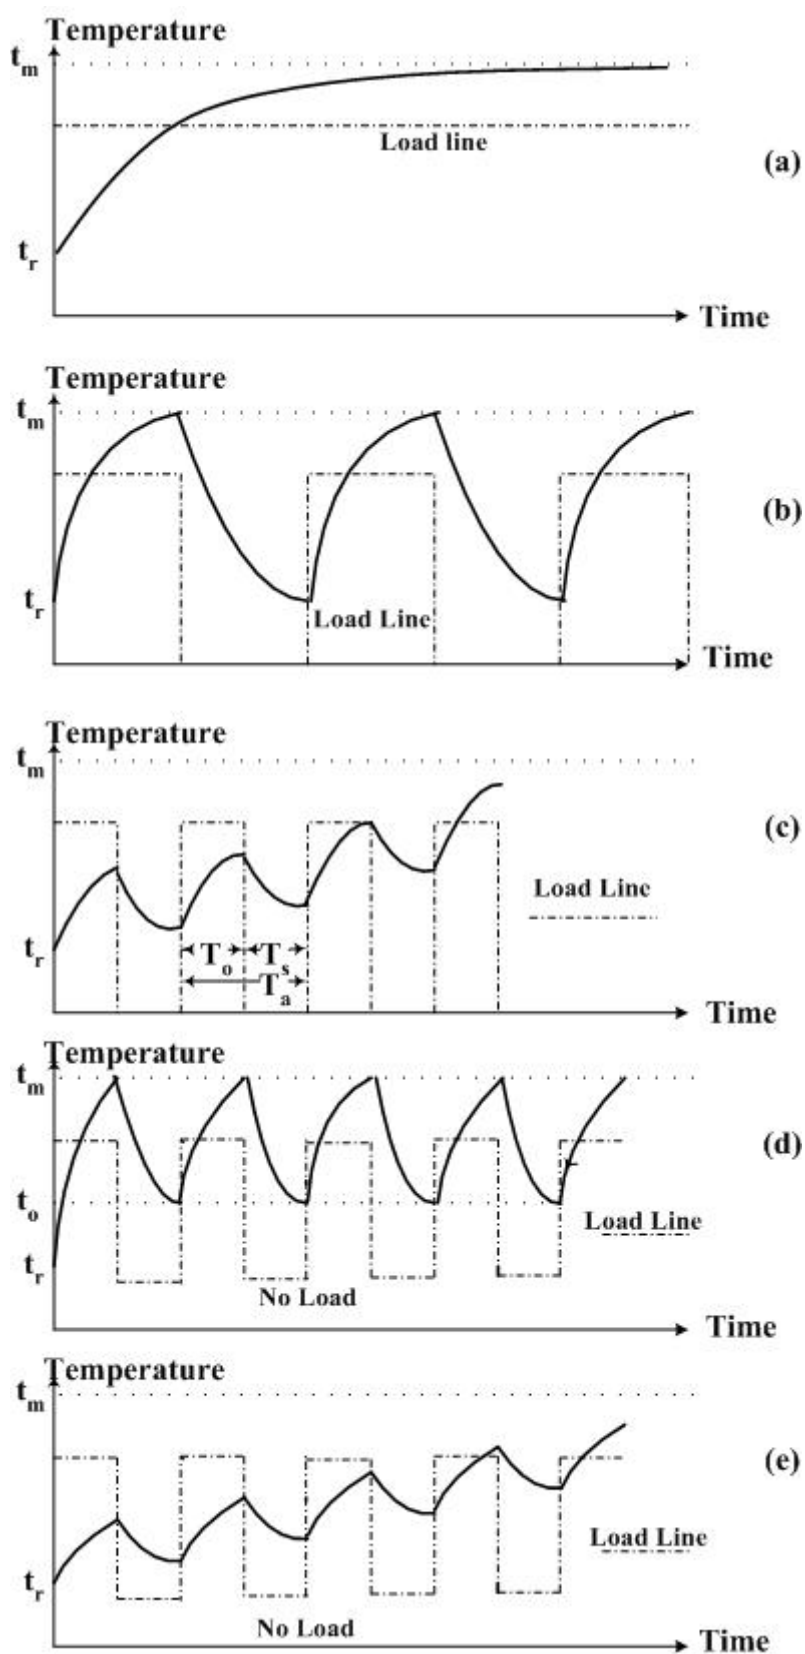 Temperature
tm
Load line
(a)
tr
Time
Temperature
tm
(b)
tr
Load Line
Time
Temperature
tm
(c)
Load Line
tr
To Ts
Ta
Time
Temperature
tm
(d)
to
Load Line
tr
No Load
Time
Temperature
tm
(e)
Load Line
tr
No Load
Time